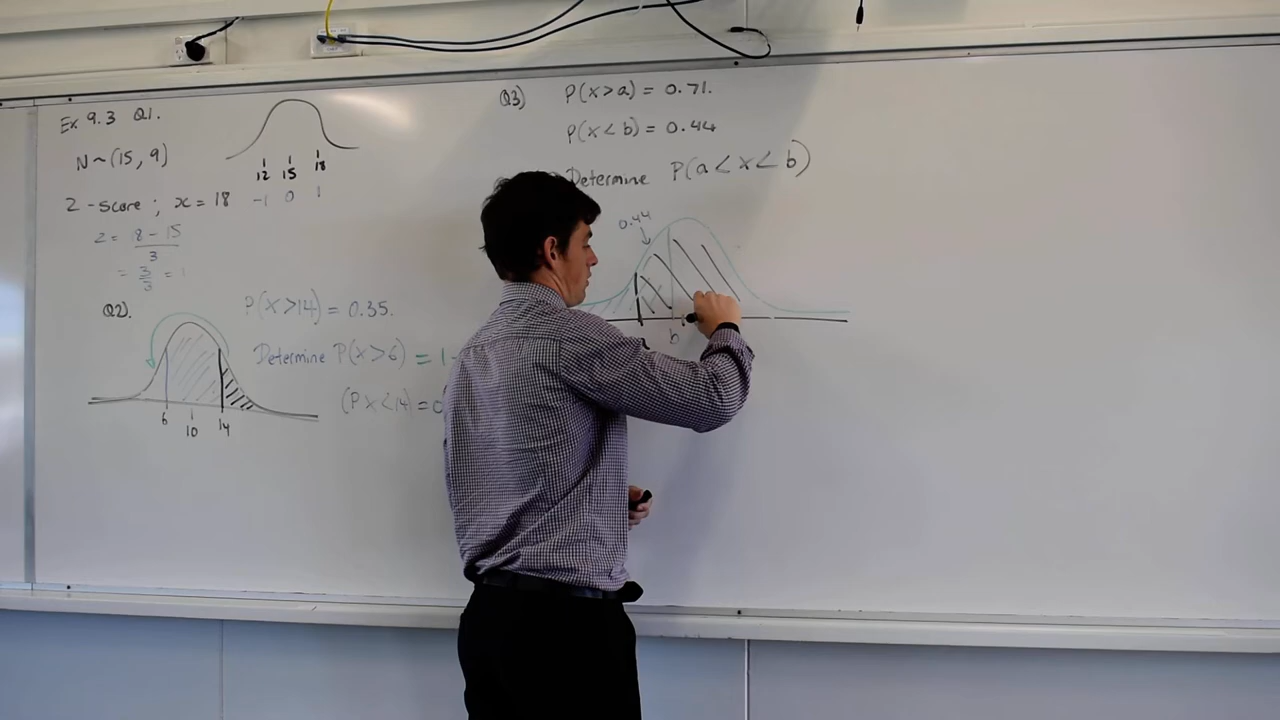 Ex 9.3 Q1.
N~(15, 9)
12 15 18
-1 0 1
Z-score; x = 18
z = 18 - 15
3
= 3/3 = 1
Q2).
P(X>14) = 0.35.
Determine P(x>6) = 1
(P x<14) = 0
6 10 14
Q3) P(x>a) = 0.71.
P(x<b) = 0.44
Determine P(a<x<b)
0.44
b